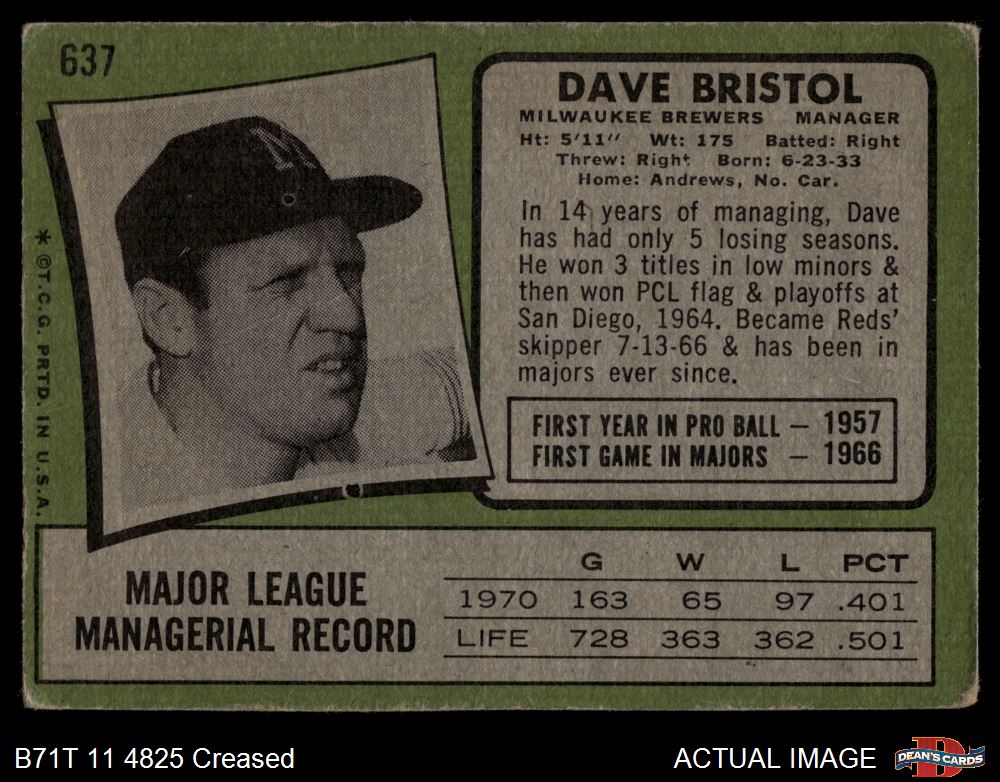 637
DAVE BRISTOL
MILWAUKEE BREWERS MANAGER
Ht: 5'11" Wt: 175 Batted: Right
Threw: Right Born: 6-23-33
Home: Andrews, No. Car.
In 14 years of managing, Dave
has had only 5 losing seasons.
He won 3 titles in low minors &
then won PCL flag & playoffs at
San Diego, 1964. Became Reds'
skipper 7-13-66 & has been in
majors ever since.
FIRST YEAR IN PRO BALL — 1957
FIRST GAME IN MAJORS — 1966
* ©T.C.G. PRTD. IN U.S.A.
MAJOR LEAGUE
MANAGERIAL RECORD
G W L PCT
1970 163 65 97 .401
LIFE 728 363 362 .501
B71T 11 4825 Creased
ACTUAL IMAGE
D
DEAN'S CARDS